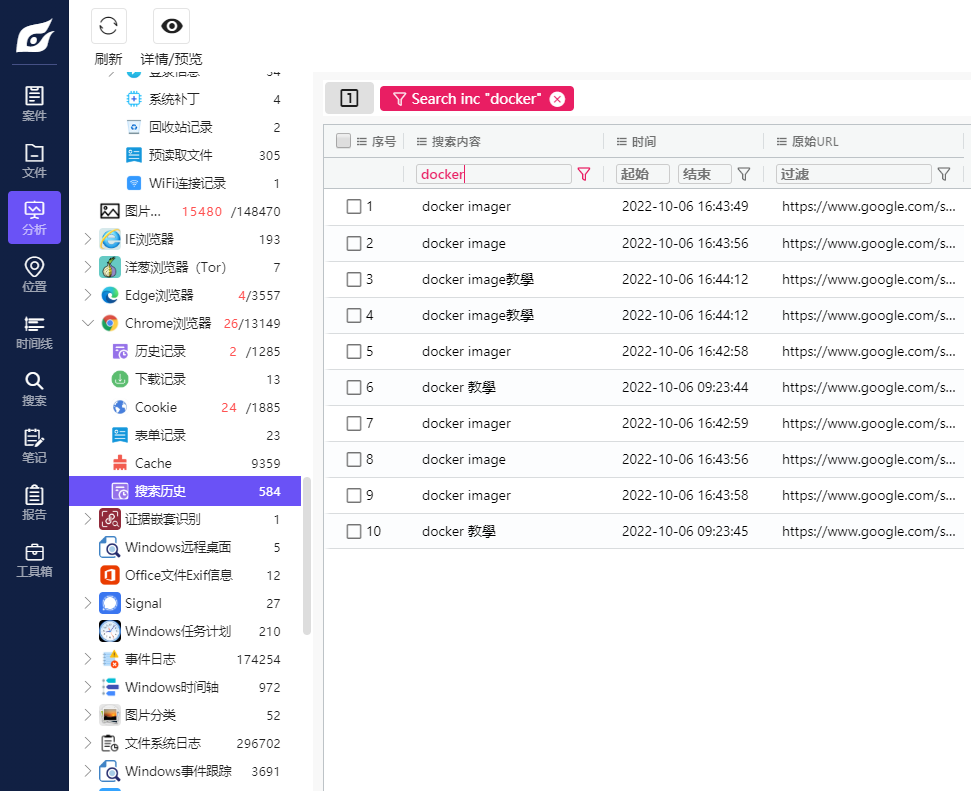 刷新
详情/预览
案件
文件
分析
位置
时间线
搜索
笔记
报告
工具箱
登录信息 34
系统补丁 4
回收站记录 2
预读取文件 305
WiFi连接记录 1
图片... 15480 /148470
IE浏览器 193
洋葱浏览器（Tor） 7
Edge浏览器 4/3557
Chrome浏览器 26/13149
历史记录 2 /1285
下载记录 13
Cookie 24 /1885
表单记录 23
Cache 9359
搜索历史 584
证据嵌套识别 1
Windows远程桌面 5
Office文件Exif信息 12
Signal 27
Windows任务计划 210
事件日志 174254
Windows时间轴 972
图片分类 52
文件系统日志 296702
Windows事件跟踪 3691
1 Search inc "docker"
序号 搜索内容 时间 原始URL
docker 起始 结束 过滤
1 docker imager 2022-10-06 16:43:49 https://www.google.com/s...
2 docker image 2022-10-06 16:43:56 https://www.google.com/s...
3 docker image教學 2022-10-06 16:44:12 https://www.google.com/s...
4 docker image教學 2022-10-06 16:44:12 https://www.google.com/s...
5 docker imager 2022-10-06 16:42:58 https://www.google.com/s...
6 docker 教學 2022-10-06 09:23:44 https://www.google.com/s...
7 docker imager 2022-10-06 16:42:59 https://www.google.com/s...
8 docker image 2022-10-06 16:43:56 https://www.google.com/s...
9 docker imager 2022-10-06 16:43:58 https://www.google.com/s...
10 docker 教學 2022-10-06 09:23:45 https://www.google.com/s...